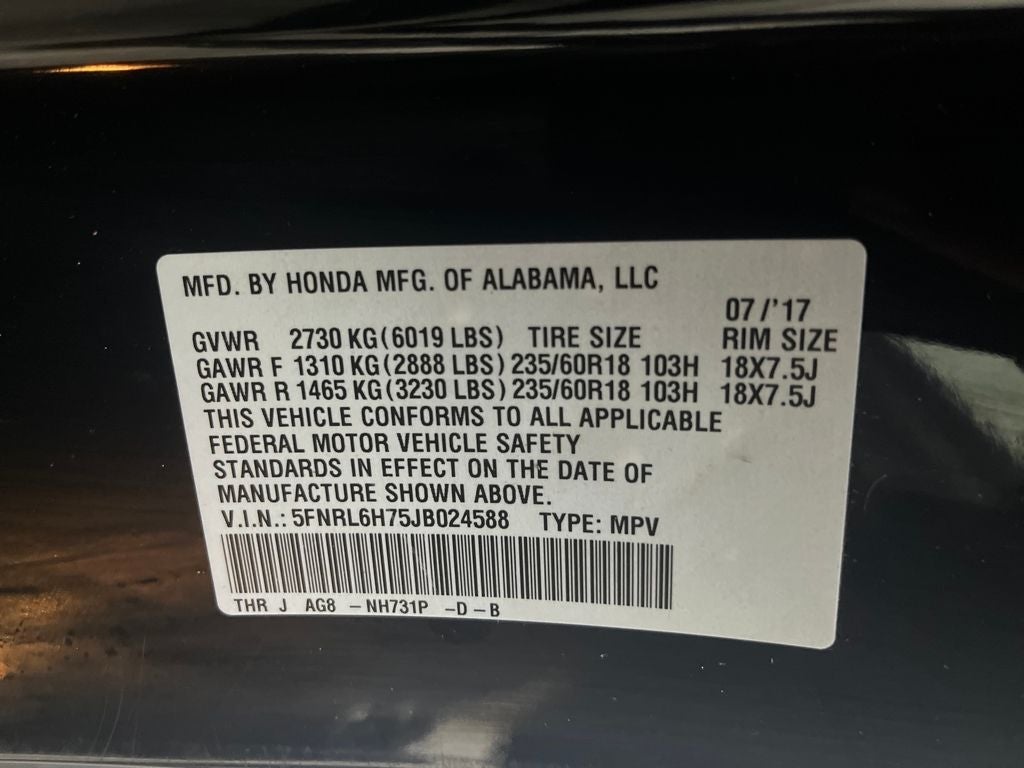 MFD. BY HONDA MFG. OF ALABAMA, LLC
07/'17
GVWR 2730 KG(6019 LBS) TIRE SIZE RIM SIZE
GAWR F 1310 KG(2888 LBS) 235/60R18 103H 18X7.5J
GAWR R 1465 KG(3230 LBS) 235/60R18 103H 18X7.5J
THIS VEHICLE CONFORMS TO ALL APPLICABLE
FEDERAL MOTOR VEHICLE SAFETY
STANDARDS IN EFFECT ON THE DATE OF
MANUFACTURE SHOWN ABOVE.
V.I.N.: 5FNRL6H75JB024588 TYPE: MPV
THR J AG8 -NH731P -D-B